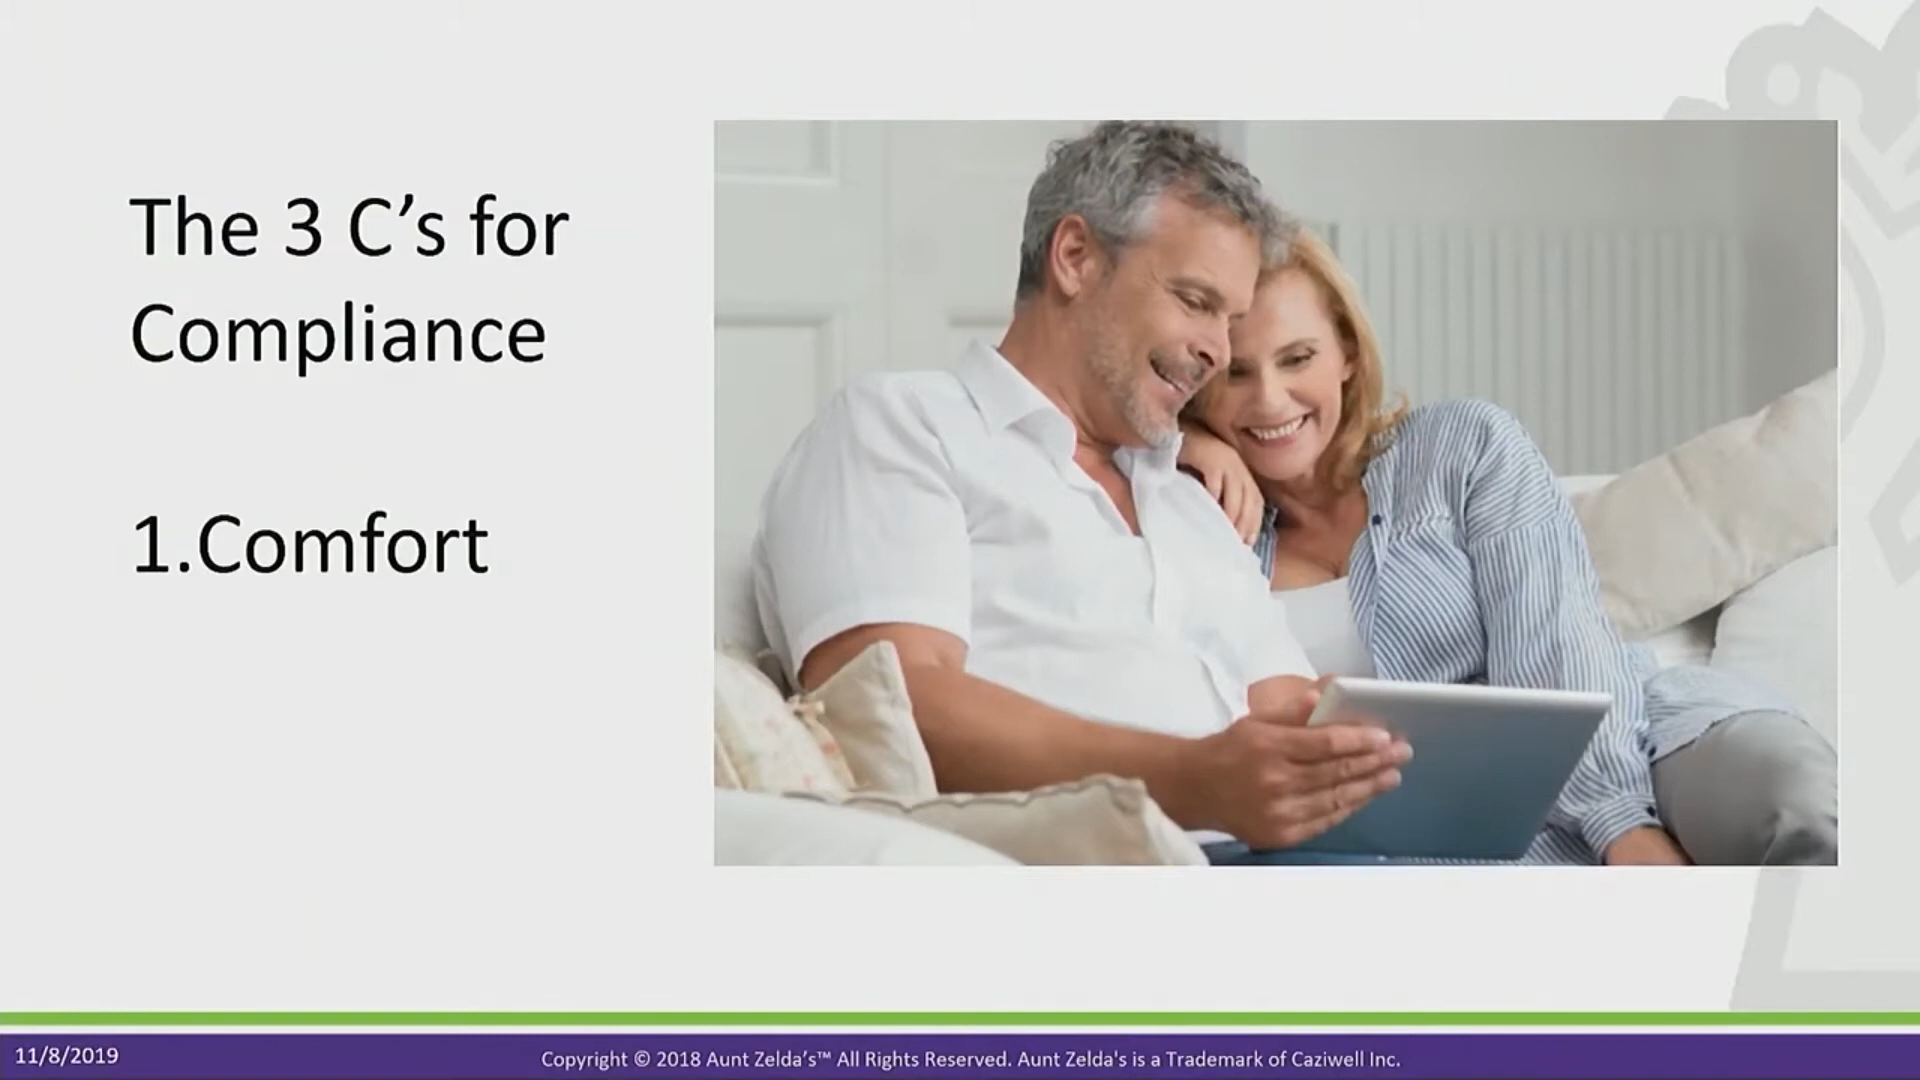 The 3 C’s for
Compliance
1.Comfort
11/8/2019
Copyright © 2018 Aunt Zelda’s™ All Rights Reserved. Aunt Zelda's is a Trademark of Caziwell Inc.